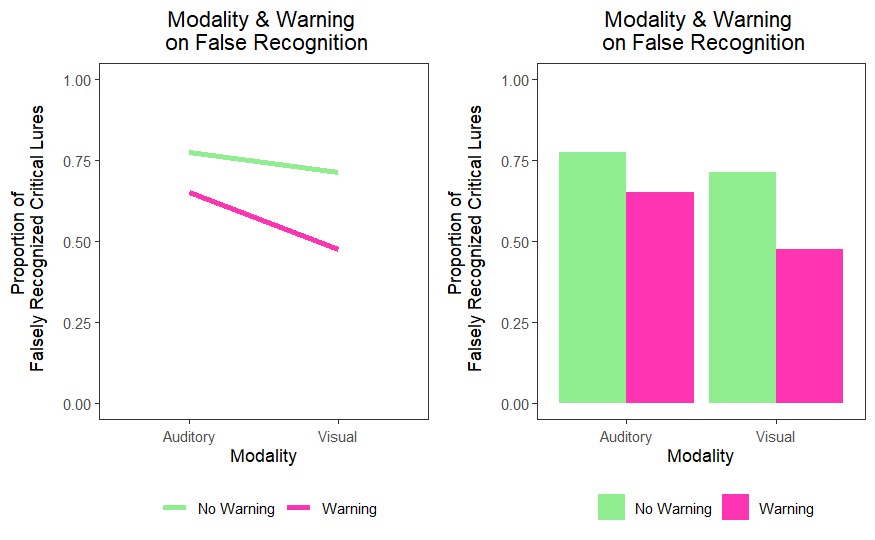 Modality & Warning
on False Recognition
Proportion of
Falsely Recognized Critical Lures
1.00
0.75
0.50
0.25
0.00
Auditory Visual
Modality
No Warning Warning
Modality & Warning
on False Recognition
Proportion of
Falsely Recognized Critical Lures
1.00
0.75
0.50
0.25
0.00
Auditory Visual
Modality
No Warning Warning